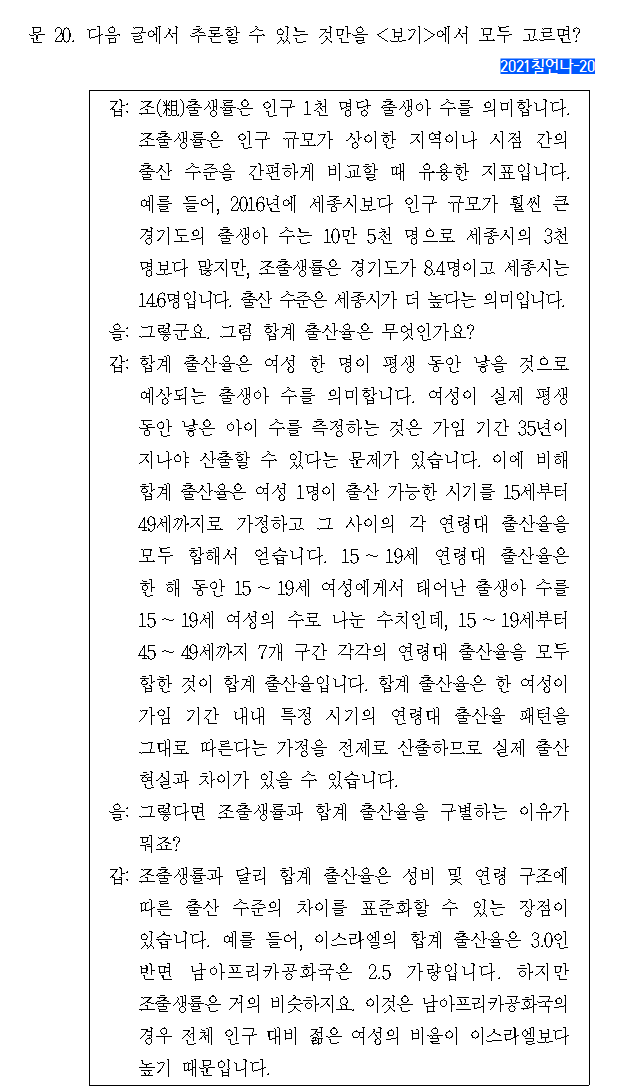 문 20. 다음 글에서 추론할 수 있는 것만을 <보기>에서 모두 고르면?
2021칠언나-20
갑: 조(粗)출생률은 인구 1천 명당 출생아 수를 의미합니다.
조출생률은 인구 규모가 상이한 지역이나 시점 간의
출산 수준을 간편하게 비교할 때 유용한 지표입니다.
예를 들어, 2016년에 세종시보다 인구 규모가 훨씬 큰
경기도의 출생아 수는 10만 5천 명으로 세종시의 3천
명보다 많지만, 조출생률은 경기도가 8.4명이고 세종시는
14.6명입니다. 출산 수준은 세종시가 더 높다는 의미입니다.
을: 그렇군요. 그럼 합계 출산율은 무엇인가요?
갑: 합계 출산율은 여성 한 명이 평생 동안 낳을 것으로
예상되는 출생아 수를 의미합니다. 여성이 실제 평생
동안 낳은 아이 수를 측정하는 것은 가임 기간 35년이
지나야 산출할 수 있다는 문제가 있습니다. 이에 비해
합계 출산율은 여성 1명이 출산 가능한 시기를 15세부터
49세까지로 가정하고 그 사이의 각 연령대 출산율을
모두 합해서 얻습니다. 15 ~ 19세 연령대 출산율은
한 해 동안 15 ~ 19세 여성에게서 태어난 출생아 수를
15 ~ 19세 여성의 수로 나눈 수치인데, 15 ~ 19세부터
45 ~ 49세까지 7개 구간 각각의 연령대 출산율을 모두
합한 것이 합계 출산율입니다. 합계 출산율은 한 여성이
가임 기간 내내 특정 시기의 연령대 출산율 패턴을
그대로 따른다는 가정을 전제로 산출하므로 실제 출산
현실과 차이가 있을 수 있습니다.
을: 그렇다면 조출생률과 합계 출산율을 구별하는 이유가
뭐죠?
갑: 조출생률과 달리 합계 출산율은 성비 및 연령 구조에
따른 출산 수준의 차이를 표준화할 수 있는 장점이
있습니다. 예를 들어, 이스라엘의 합계 출산율은 3.0인
반면 남아프리카공화국은 2.5 가량입니다. 하지만
조출생률은 거의 비슷하지요. 이것은 남아프리카공화국의
경우 전체 인구 대비 젊은 여성의 비율이 이스라엘보다
높기 때문입니다.